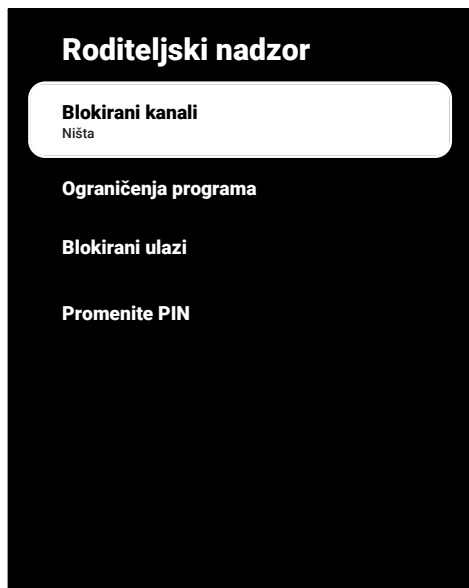 Roditeljski nadzor
Blokirani kanali
Ništa
Ograničenja programa
Blokirani ulazi
Promenite PIN